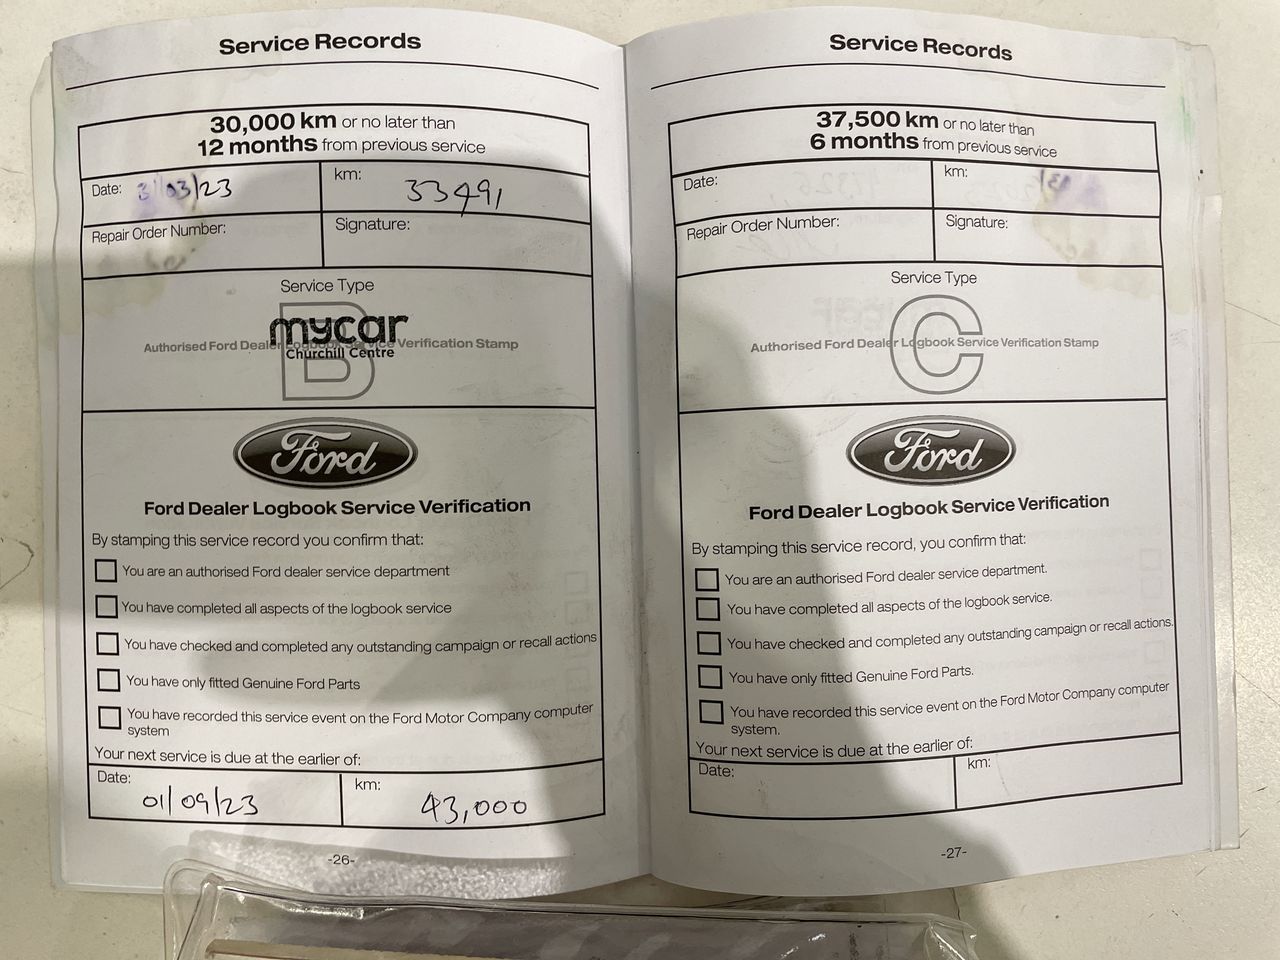 Service Records
30,000 km or no later than
12 months from previous service
Date: 3/03/23
km: 33491
Repair Order Number:
Signature:
Service Type
B
mycar
Churchill Centre
Authorised Ford Dealer Logbook Service Verification Stamp
Ford
Ford Dealer Logbook Service Verification
By stamping this service record you confirm that:
You are an authorised Ford dealer service department
You have completed all aspects of the logbook service
You have checked and completed any outstanding campaign or recall actions
You have only fitted Genuine Ford Parts
You have recorded this service event on the Ford Motor Company computer
system
Your next service is due at the earlier of:
Date: 01/09/23
km: 43,000
-26-
Service Records
37,500 km or no later than
6 months from previous service
Date:
km:
Repair Order Number:
Signature:
Service Type
C
Authorised Ford Dealer Logbook Service Verification Stamp
Ford
Ford Dealer Logbook Service Verification
By stamping this service record, you confirm that:
You are an authorised Ford dealer service department.
You have completed all aspects of the logbook service.
You have checked and completed any outstanding campaign or recall actions.
You have only fitted Genuine Ford Parts.
You have recorded this service event on the Ford Motor Company computer
system.
Your next service is due at the earlier of:
Date:
km:
-27-